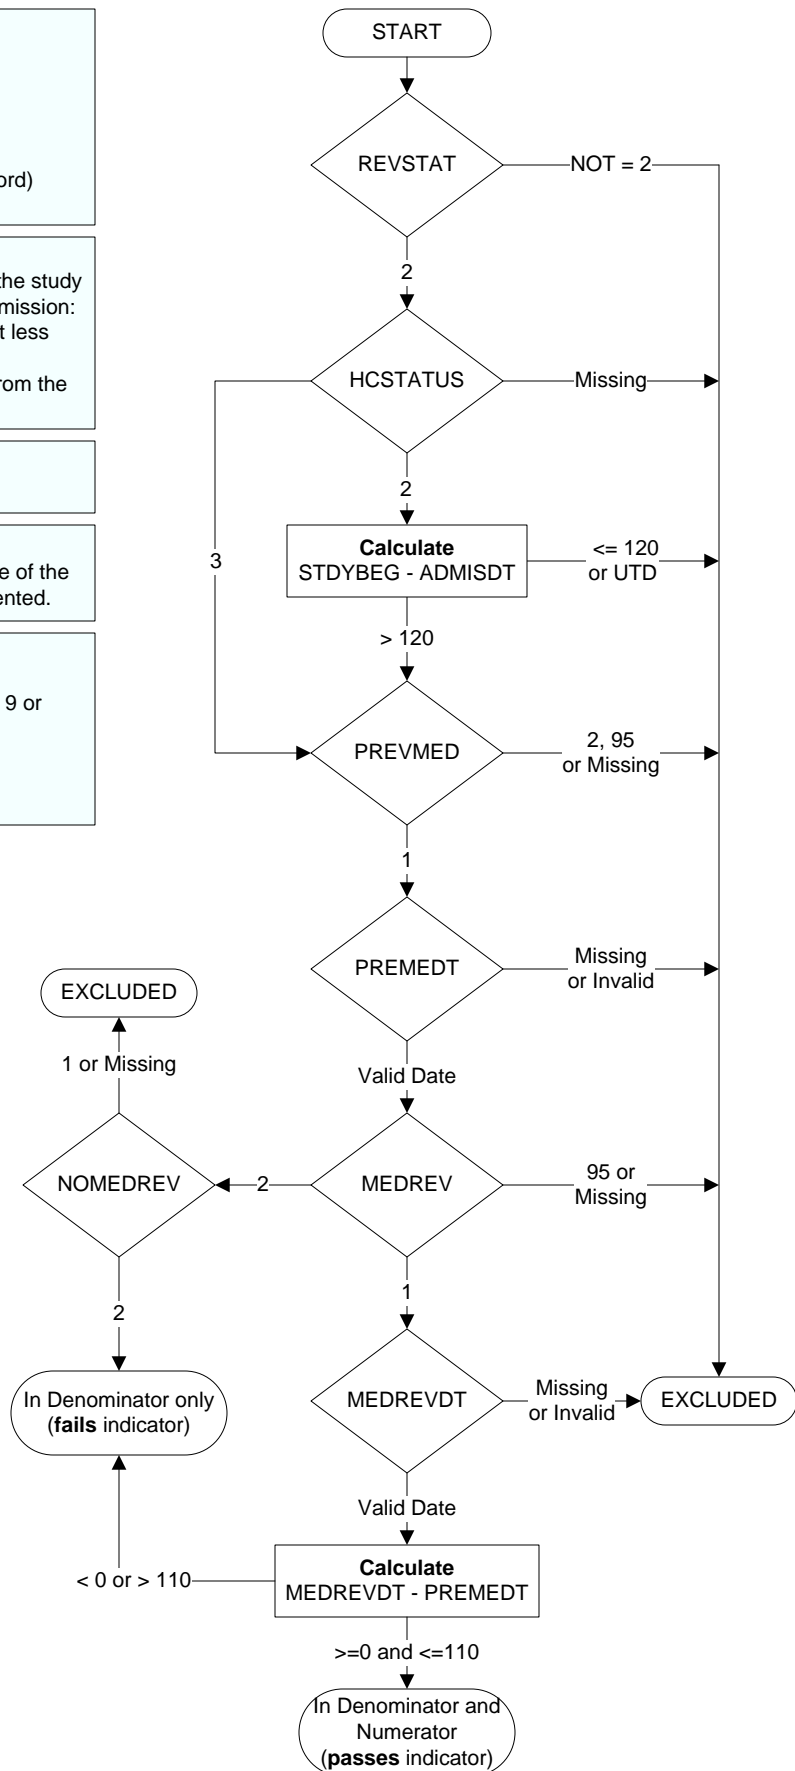 START
REVSTAT
NOT = 2
ord)
2
the study
mission:
t less
rom the
HCSTATUS
Missing
2
3
Calculate
STDYBEG - ADMISDT
<= 120
or UTD
e of the
ented.
> 120
9 or
PREVMED
2, 95
or Missing
1
PREMEDT
Missing
or Invalid
EXCLUDED
1 or Missing
Valid Date
NOMEDREV
2
MEDREV
95 or
Missing
2
1
In Denominator only
(fails indicator)
MEDREVDT
Missing
or Invalid
EXCLUDED
Valid Date
< 0 or > 110
Calculate
MEDREVDT - PREMEDT
>=0 and <=110
In Denominator and
Numerator
(passes indicator)